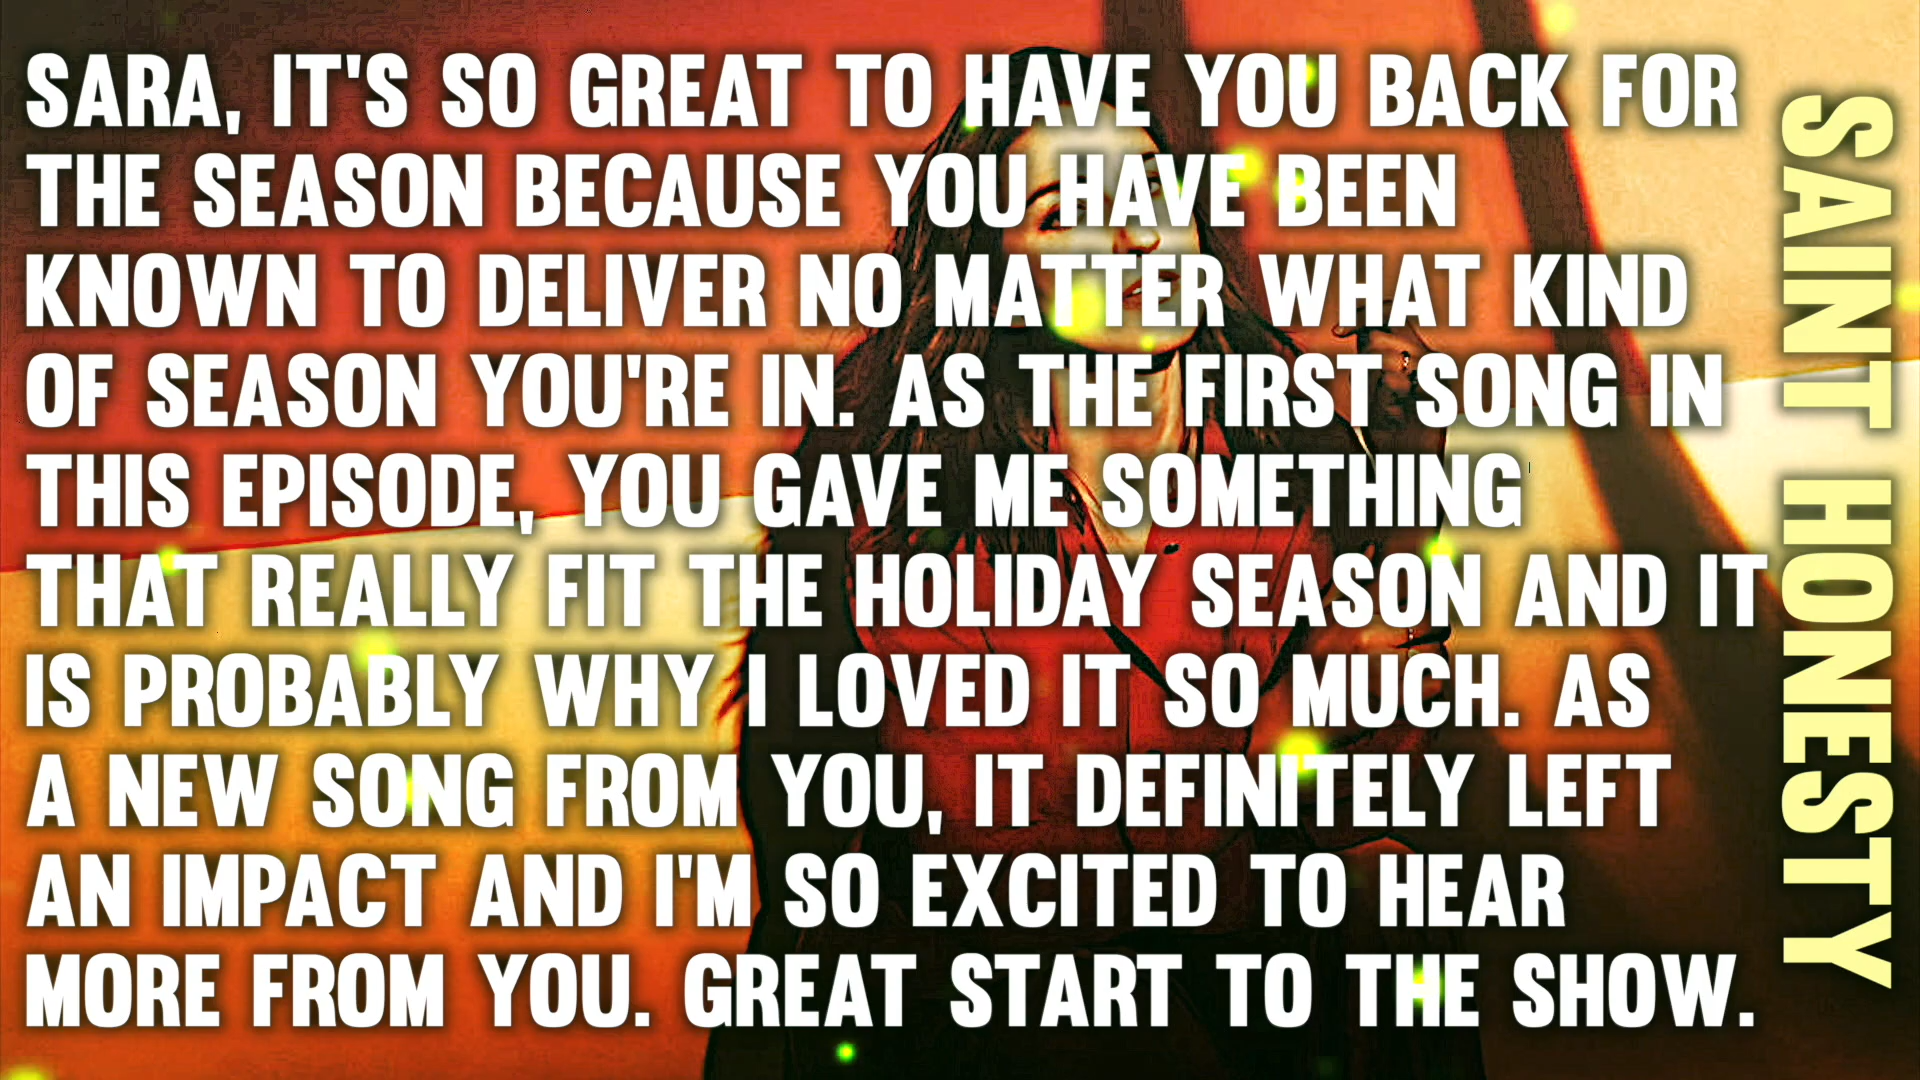 SARA, IT'S SO GREAT TO HAVE YOU BACK FOR
THE SEASON BECAUSE YOU HAVE BEEN
KNOWN TO DELIVER NO MATTER WHAT KIND
OF SEASON YOU'RE IN. AS THE FIRST SONG IN
THIS EPISODE, YOU GAVE ME SOMETHING
THAT REALLY FIT THE HOLIDAY SEASON AND IT
IS PROBABLY WHY I LOVED IT SO MUCH. AS
A NEW SONG FROM YOU, IT DEFINITELY LEFT
AN IMPACT AND I'M SO EXCITED TO HEAR
MORE FROM YOU. GREAT START TO THE SHOW.
SAINT HONESTY